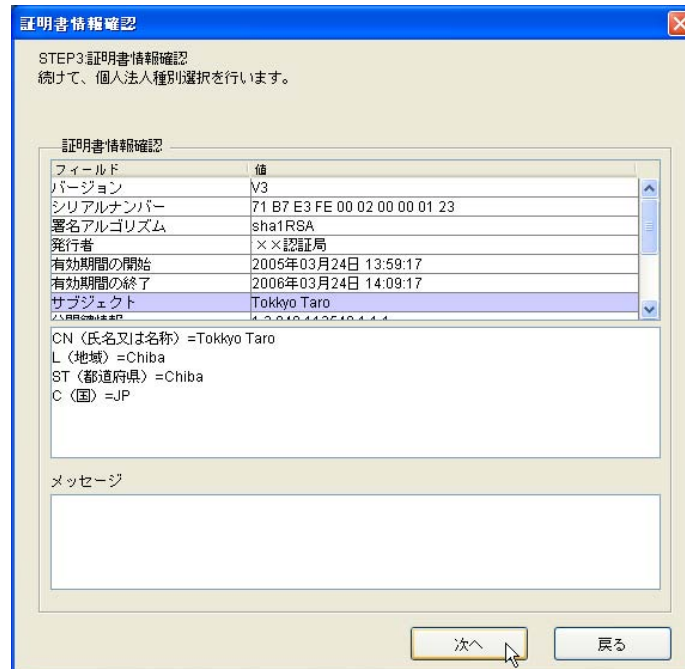 証明書情報確認
STEP3:証明書情報確認
続けて、個人法人種別選択を行います。
証明書情報確認
フィールド 値
バージョン V3
シリアルナンバー 71 B7 E3 FE 00 02 00 00 01 23
署名アルゴリズム sha1RSA
発行者 ××認証局
有効期間の開始 2005年03月24日 13:59:17
有効期間の終了 2006年03月24日 14:09:17
サブジェクト Tokkyo Taro
CN（氏名又は名称）=Tokkyo Taro
L（地域）=Chiba
ST（都道府県）=Chiba
C（国）=JP
メッセージ
次へ 戻る